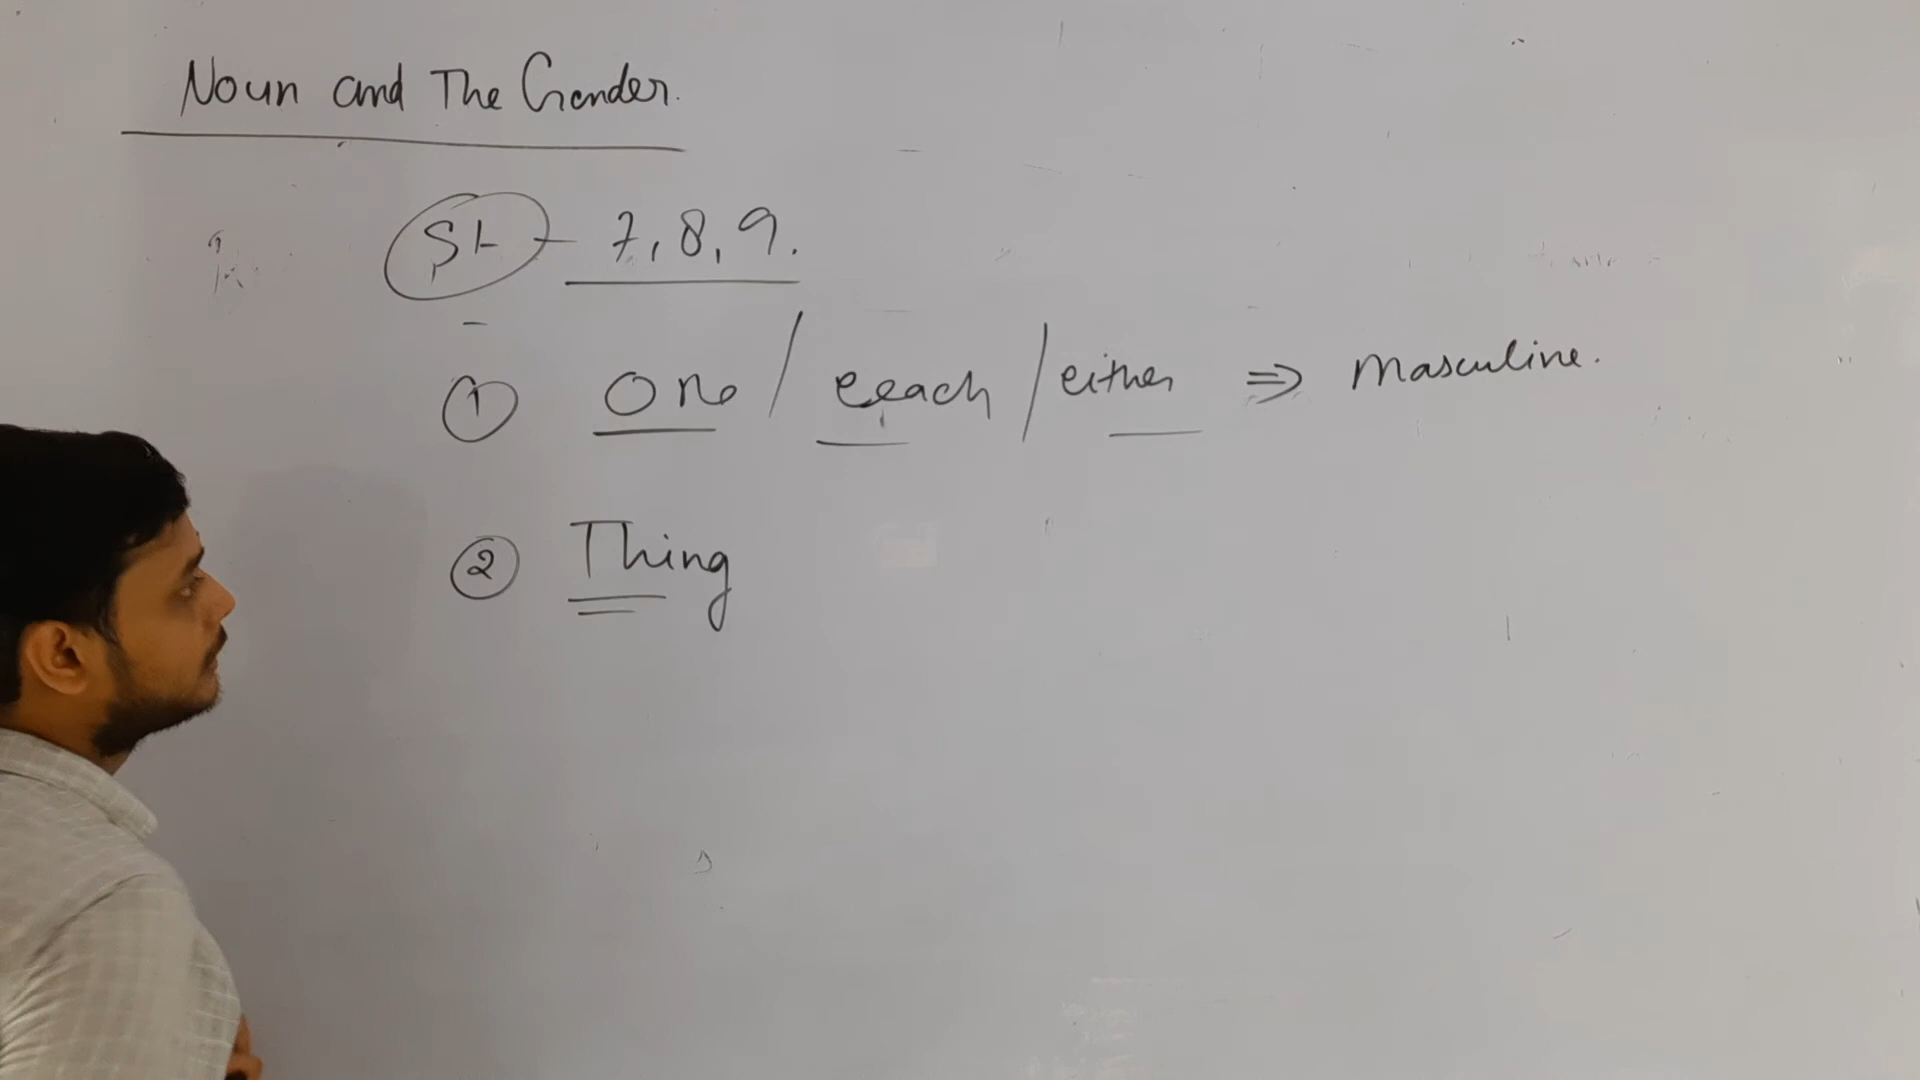 Noun and The Gender.
St - 7, 8, 9.
① One / each / either ⇒ Masculine.
② Thing